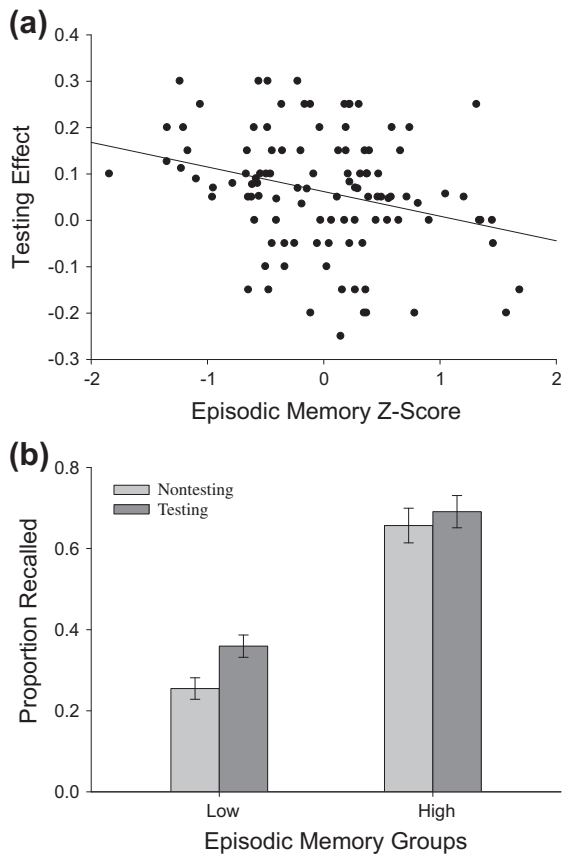 (a)
0.4
0.3
0.2
0.1
0.0
-0.1
-0.2
-0.3
Testing Effect
-2 -1 0 1 2
Episodic Memory Z-Score
(b)
0.8
0.6
0.4
0.2
0.0
Proportion Recalled
Nontesting
Testing
Low High
Episodic Memory Groups